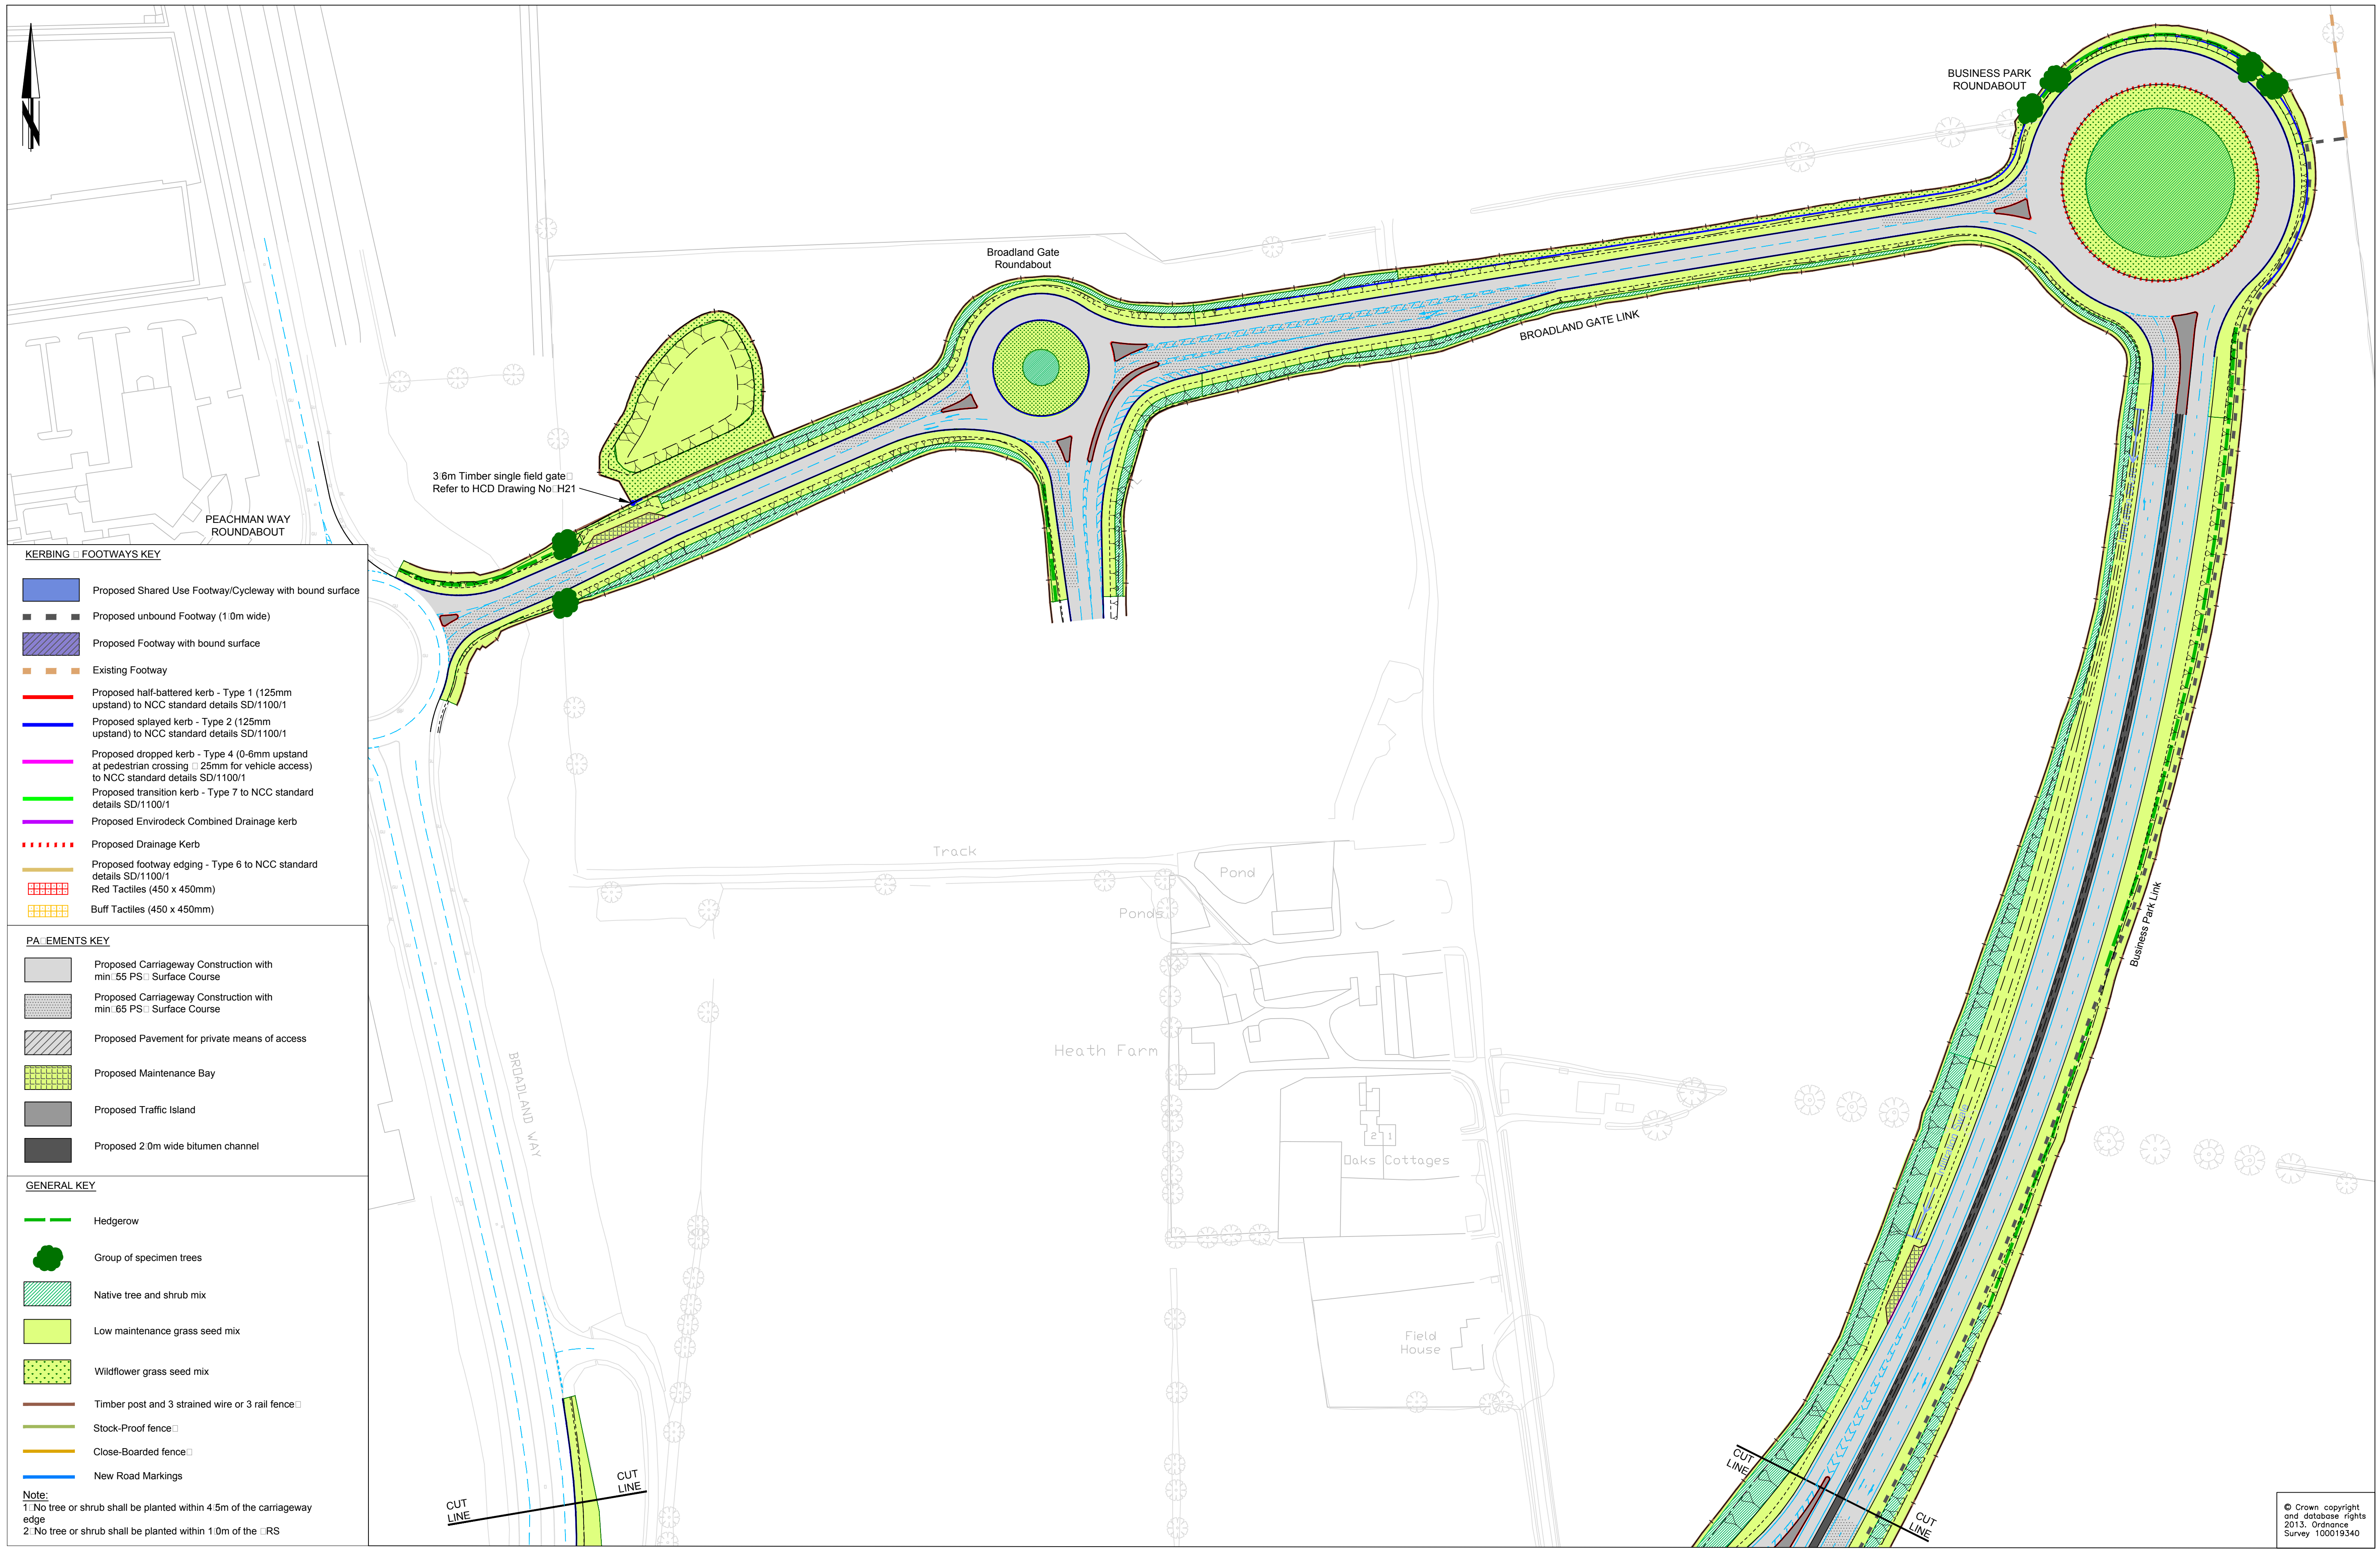 N
BUSINESS PARK
ROUNDABOUT
Broadland Gate
Roundabout
BROADLAND GATE LINK
3□6m Timber single field gate□
Refer to HCD Drawing No□H21
PEACHMAN WAY
ROUNDABOUT
KERBING □ FOOTWAYS KEY
Proposed Shared Use Footway/Cycleway with bound surface
Proposed unbound Footway (1□0m wide)
Proposed Footway with bound surface
Existing Footway
Proposed half-battered kerb - Type 1 (125mm
upstand) to NCC standard details SD/1100/1
Proposed splayed kerb - Type 2 (125mm
upstand) to NCC standard details SD/1100/1
Proposed dropped kerb - Type 4 (0-6mm upstand
at pedestrian crossing □ 25mm for vehicle access)
to NCC standard details SD/1100/1
Proposed transition kerb - Type 7 to NCC standard
details SD/1100/1
Proposed Envirodeck Combined Drainage kerb
Proposed Drainage Kerb
Proposed footway edging - Type 6 to NCC standard
details SD/1100/1
Red Tactiles (450 x 450mm)
Buff Tactiles (450 x 450mm)
PA□EMENTS KEY
Proposed Carriageway Construction with
min□55 PS□ Surface Course
Proposed Carriageway Construction with
min□65 PS□ Surface Course
Proposed Pavement for private means of access
Proposed Maintenance Bay
Proposed Traffic Island
Proposed 2□0m wide bitumen channel
GENERAL KEY
Hedgerow
Group of specimen trees
Native tree and shrub mix
Low maintenance grass seed mix
Wildflower grass seed mix
Timber post and 3 strained wire or 3 rail fence□
Stock-Proof fence□
Close-Boarded fence□
New Road Markings
Note:
1□No tree or shrub shall be planted within 4□5m of the carriageway
edge
2□No tree or shrub shall be planted within 1□0m of the □RS
Track
Pond
Ponds
Heath Farm
2 1
Oaks Cottages
Field
House
BROADLAND WAY
Business Park Link
CUT
LINE
CUT
LINE
CUT
LINE
CUT
LINE
© Crown copyright
and database rights
2013. Ordnance
Survey 100019340